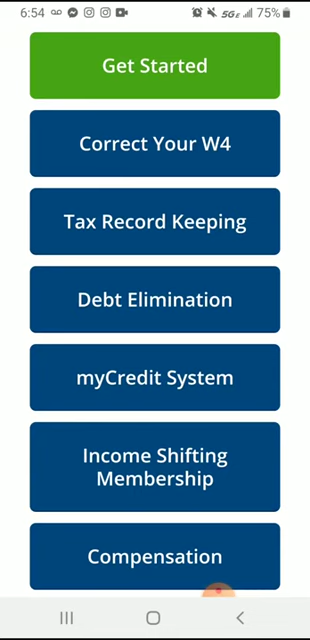 6:54
5GE 75%
Get Started
Correct Your W4
Tax Record Keeping
Debt Elimination
myCredit System
Income Shifting
Membership
Compensation